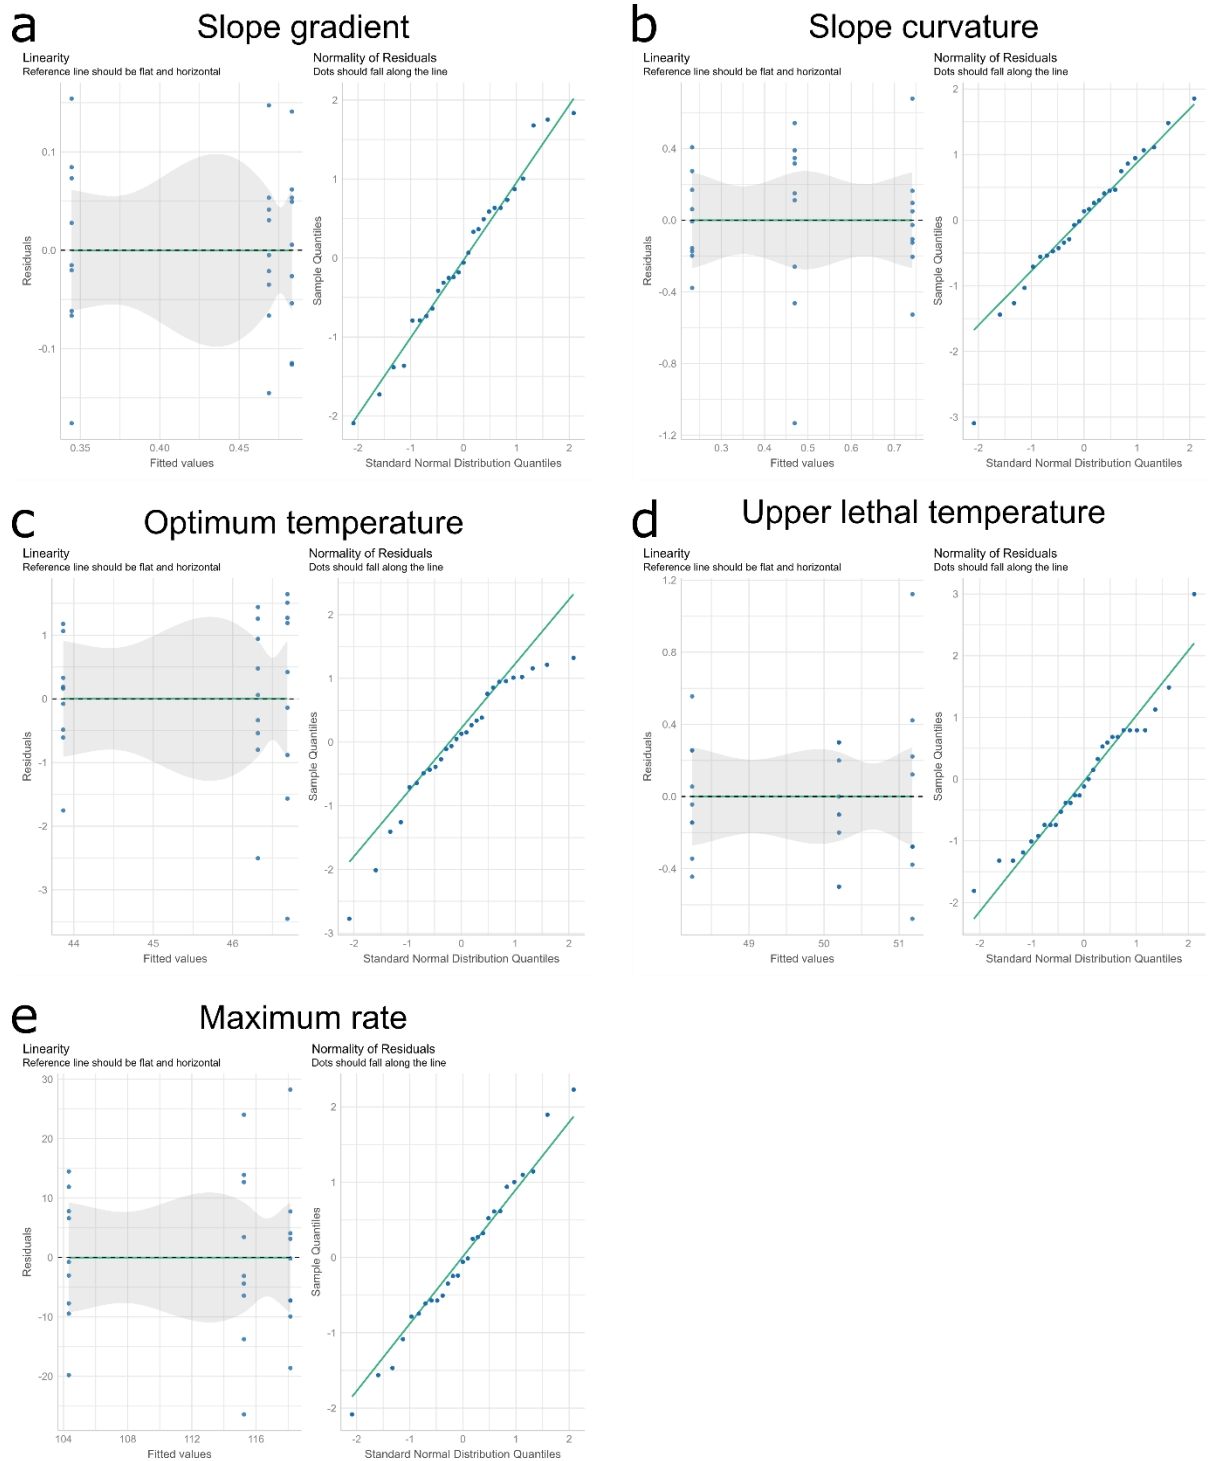 a Slope gradient
Linearity
Reference line should be flat and horizontal
Residuals
0.1
0.0
-0.1
0.35 0.40 0.45
Fitted values
Normality of Residuals
Dots should fall along the line
Sample Quantiles
2
1
0
-1
-2
-2 -1 0 1 2
Standard Normal Distribution Quantiles
b Slope curvature
Linearity
Reference line should be flat and horizontal
Residuals
0.4
0.0
-0.4
-0.8
-1.2
0.3 0.4 0.5 0.6 0.7
Fitted values
Normality of Residuals
Dots should fall along the line
Sample Quantiles
2
1
0
-1
-2
-3
-2 -1 0 1 2
Standard Normal Distribution Quantiles
c Optimum temperature
Linearity
Reference line should be flat and horizontal
Residuals
1
0
-1
-2
-3
44 45 46
Fitted values
Normality of Residuals
Dots should fall along the line
Sample Quantiles
2
1
0
-1
-2
-3
-2 -1 0 1 2
Standard Normal Distribution Quantiles
d Upper lethal temperature
Linearity
Reference line should be flat and horizontal
Residuals
1.2
0.8
0.4
0.0
-0.4
49 50 51
Fitted values
Normality of Residuals
Dots should fall along the line
Sample Quantiles
3
2
1
0
-1
-2
-2 -1 0 1 2
Standard Normal Distribution Quantiles
e Maximum rate
Linearity
Reference line should be flat and horizontal
Residuals
30
20
10
0
-10
-20
104 108 112 116
Fitted values
Normality of Residuals
Dots should fall along the line
Sample Quantiles
2
1
0
-1
-2
-2 -1 0 1 2
Standard Normal Distribution Quantiles